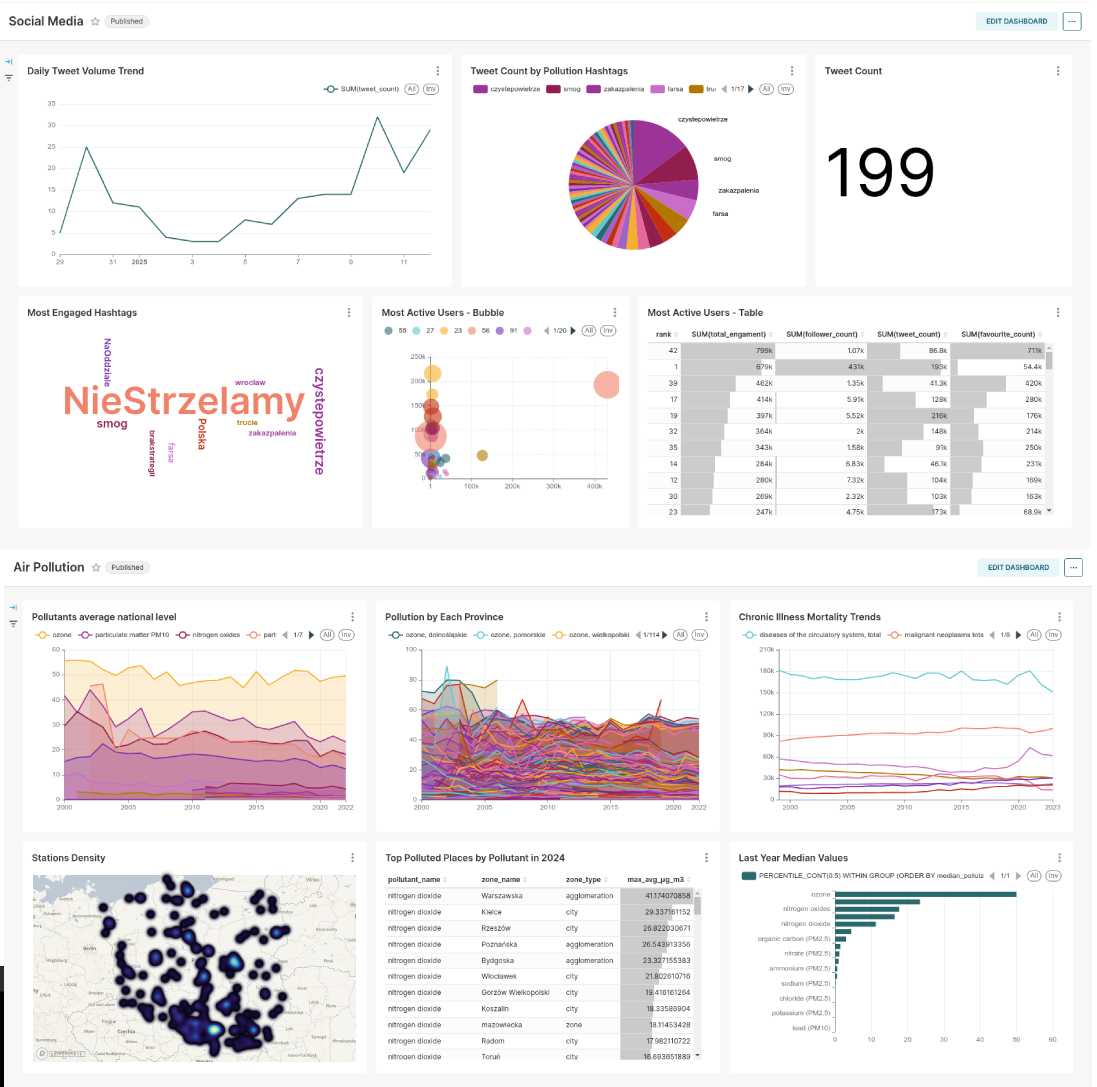 Social Media Published EDIT DASHBOARD ...
Daily Tweet Volume Trend
SUM(tweet_count) All Inv
35
30
25
20
15
10
5
0
29 31 2025 3 5 7 9 11
Tweet Count by Pollution Hashtags
czystepowietrze smog zakazpalenia farsa 1/17 All Inv
czystepowietrze
smog
zakazpalenia
farsa
Tweet Count
199
Most Engaged Hashtags
NaOddziale
wroclaw
NieStrzelamy
czystepowietrze
smog
Polska
trucie
zakazpalenia
brakstrategii
farsa
Most Active Users - Bubble
55 27 23 56 91 1/20 All Inv
250k
200k
150k
100k
50k
0
1 100k 200k 300k 400k
Most Active Users - Table
rank SUM(total_engament) SUM(follower_count) SUM(tweet_count) SUM(favourite_count)
42 799k 1.07k 86.8k 711k
1 679k 431k 193k 54.4k
39 462k 1.35k 41.3k 420k
17 414k 5.91k 128k 280k
19 397k 5.52k 216k 176k
32 364k 2k 148k 214k
35 343k 1.58k 91k 250k
14 284k 6.83k 46.1k 231k
12 280k 7.32k 104k 169k
30 269k 2.32k 103k 163k
23 247k 4.75k 173k 68.9k
Air Pollution Published EDIT DASHBOARD ...
Pollutants average national level
ozone particulate matter PM10 nitrogen oxides part 1/7 All Inv
60
50
40
30
20
10
0
2000 2005 2010 2015 2020 2022
Pollution by Each Province
ozone, dolnośląskie ozone, pomorskie ozone, wielkopolski 1/114 All Inv
100
80
60
40
20
0
2000 2005 2010 2015 2020 2022
Chronic Illness Mortality Trends
diseases of the circulatory system, total malignant neoplasms tota 1/8 All Inv
210k
180k
150k
120k
90k
60k
30k
0
2000 2005 2010 2015 2020 2023
Stations Density
Berlin
Czechia
Top Polluted Places by Pollutant in 2024
pollutant_name zone_name zone_type max_avg_µg_m3
nitrogen dioxide Warszawska agglomeration 41.174070858
nitrogen dioxide Kielce city 29.337161152
nitrogen dioxide Rzeszów city 26.822030671
nitrogen dioxide Poznańska agglomeration 26.543913356
nitrogen dioxide Bydgoska agglomeration 23.327155383
nitrogen dioxide Włocławek city 21.802610716
nitrogen dioxide Gorzów Wielkopolski city 19.416161264
nitrogen dioxide Koszalin city 18.33586904
nitrogen dioxide mazowiecka zone 18.11453428
nitrogen dioxide Radom city 17.982110722
nitrogen dioxide Toruń city 16.693651889
Last Year Median Values
PERCENTILE_CONT(0.5) WITHIN GROUP (ORDER BY median_polluta 1/1 All Inv
ozone
nitrogen oxides
nitrogen dioxide
organic carbon (PM2.5)
nitrate (PM2.5)
ammonium (PM2.5)
sodium (PM2.5)
chloride (PM2.5)
potassium (PM2.5)
lead (PM10)
0 10 20 30 40 50 60